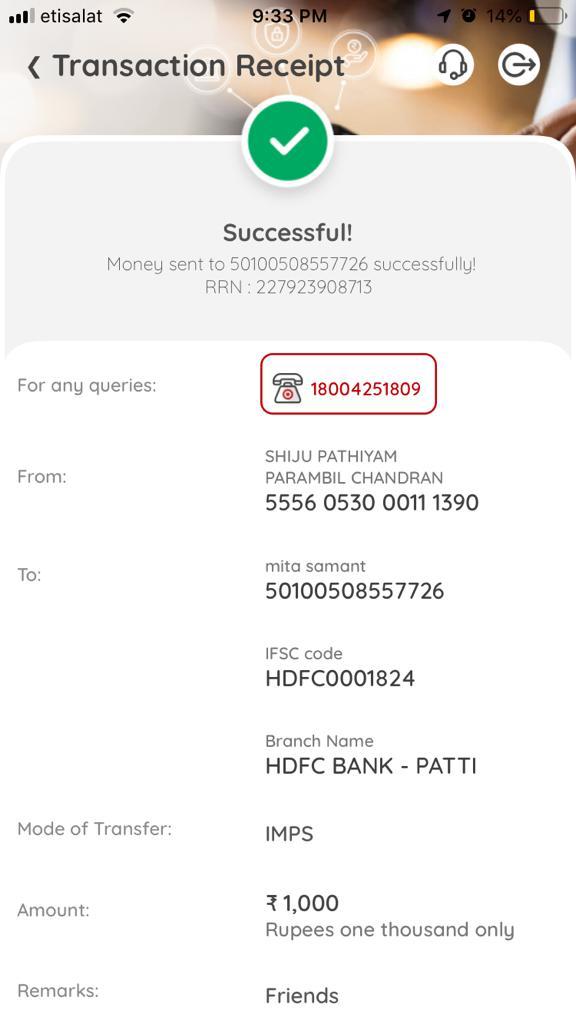 etisalat 9:33 PM 14%
Transaction Receipt
Successful!
Money sent to 50100508557726 successfully!
RRN : 227923908713
For any queries: 18004251809
SHIJU PATHIYAM
From: PARAMBIL CHANDRAN
5556 0530 0011 1390
To: mita samant
50100508557726
IFSC code
HDFC0001824
Branch Name
HDFC BANK - PATTI
Mode of Transfer: IMPS
Amount: ₹ 1,000
Rupees one thousand only
Remarks: Friends